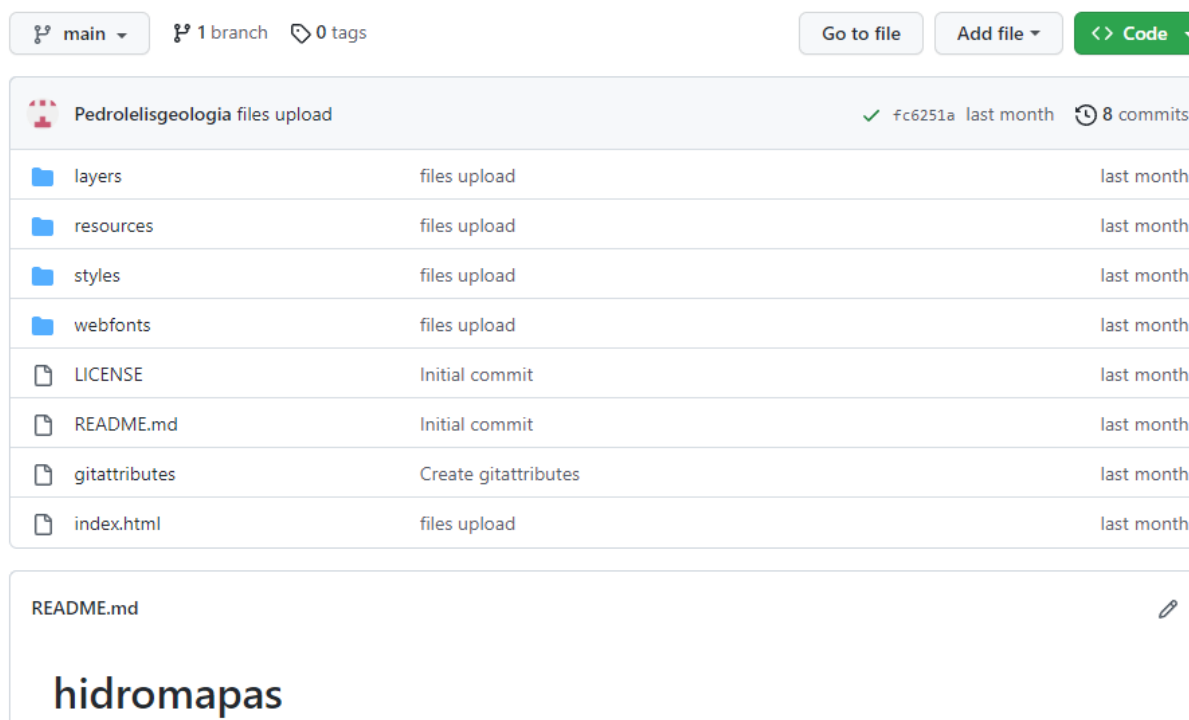 main 1 branch 0 tags Go to file Add file <> Code
Pedrolelisgeologia files upload fc6251a last month 8 commits
layers files upload last month
resources files upload last month
styles files upload last month
webfonts files upload last month
LICENSE Initial commit last month
README.md Initial commit last month
gitattributes Create gitattributes last month
index.html files upload last month
README.md
hidromapas